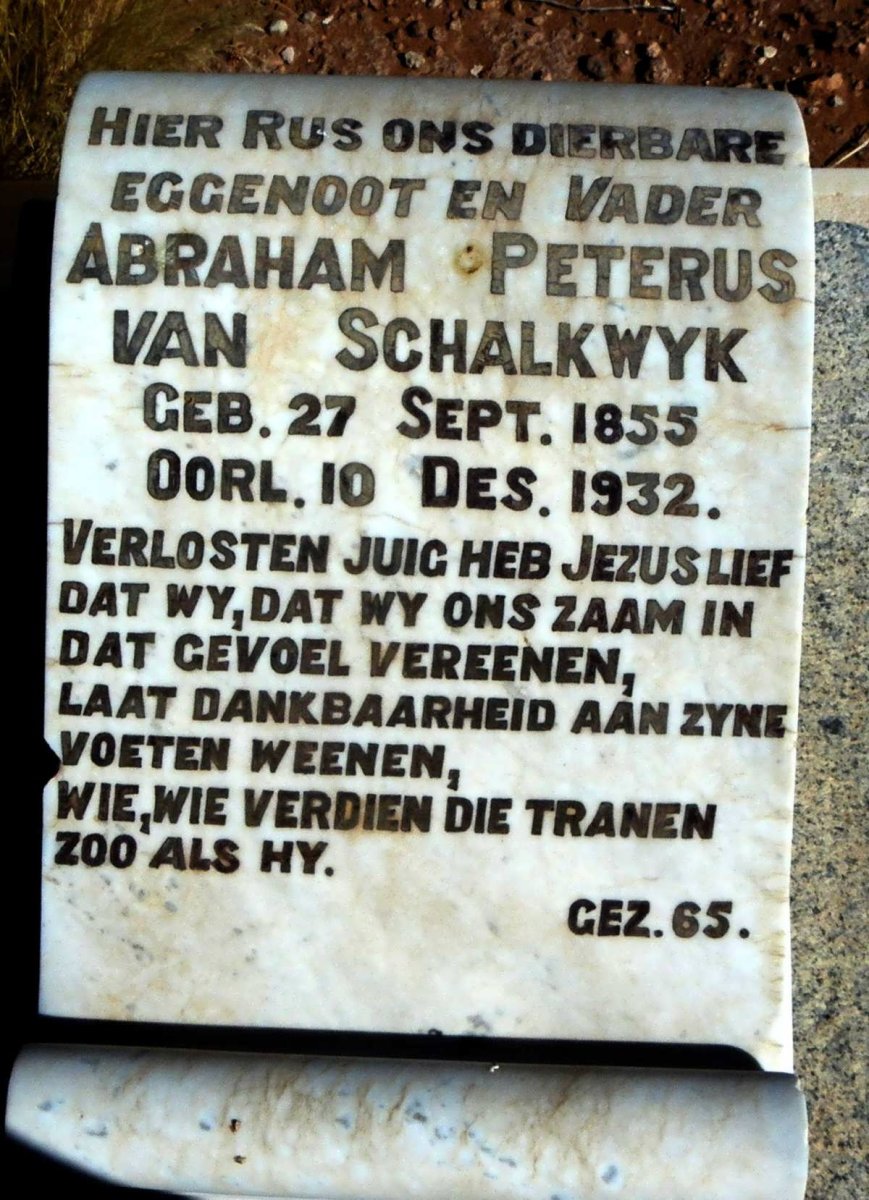 HIER RUS ONS DIERBARE
EGGENOOT EN VADER
ABRAHAM PETERUS
VAN SCHALKWYK
GEB. 27 SEPT. 1855
OORL. 10 DES. 1932.
VERLOSTEN JUIG HEB JEZUS LIEF
DAT WY, DAT WY ONS ZAAM IN
DAT GEVOEL VEREENEN,
LAAT DANKBAARHEID AAN ZYNE
VOETEN WEENEN,
WIE, WIE VERDIEN DIE TRANEN
ZOO ALS HY.
GEZ. 65.